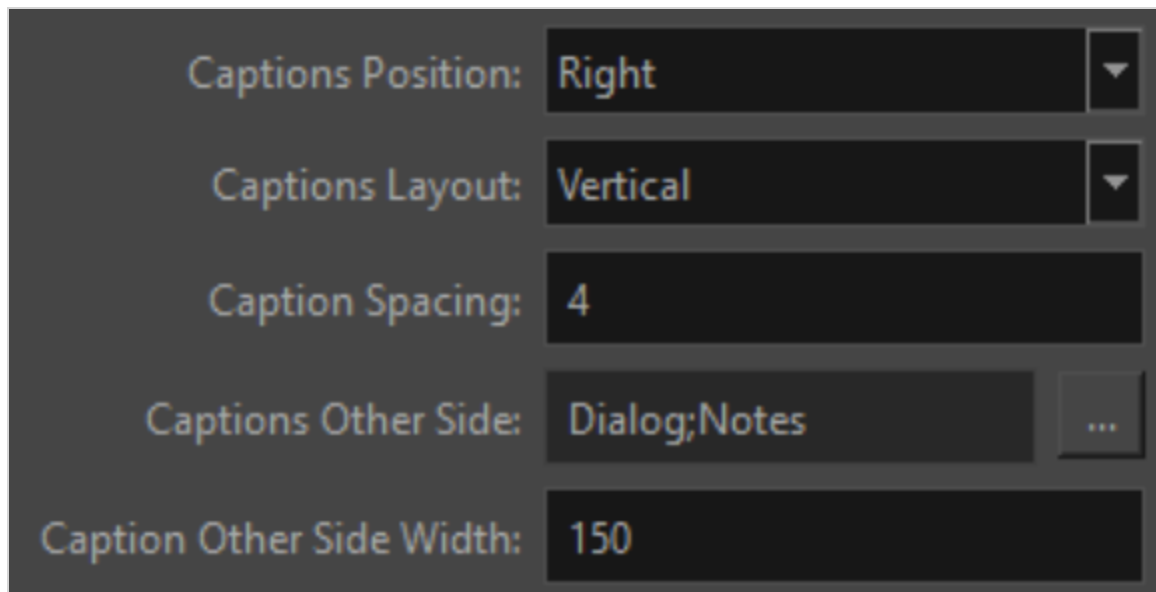 Captions Position: Right
Captions Layout: Vertical
Caption Spacing: 4
Captions Other Side: Dialog;Notes ...
Caption Other Side Width: 150